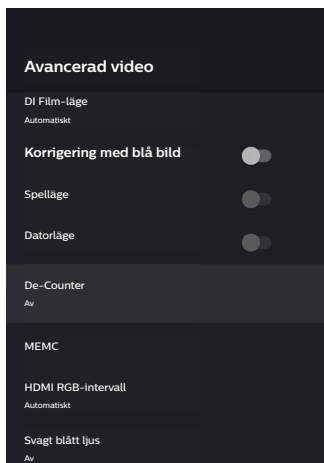 Avancerad video
DI Film-läge
Automatiskt
Korrigering med blå bild
Spelläge
Datorläge
De-Counter
Av
MEMC
HDMI RGB-intervall
Automatiskt
Svagt blått ljus
Av